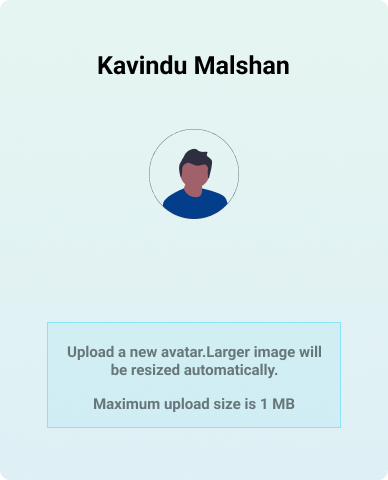 Kavindu Malshan
Upload a new avatar.Larger image will
be resized automatically.
Maximum upload size is 1 MB